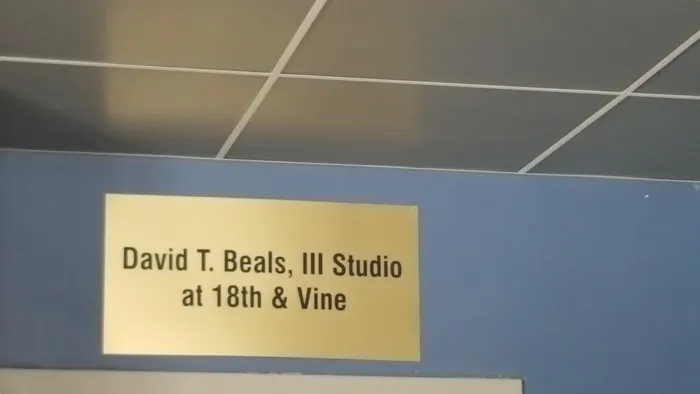 David T. Beals, III Studio
at 18th & Vine